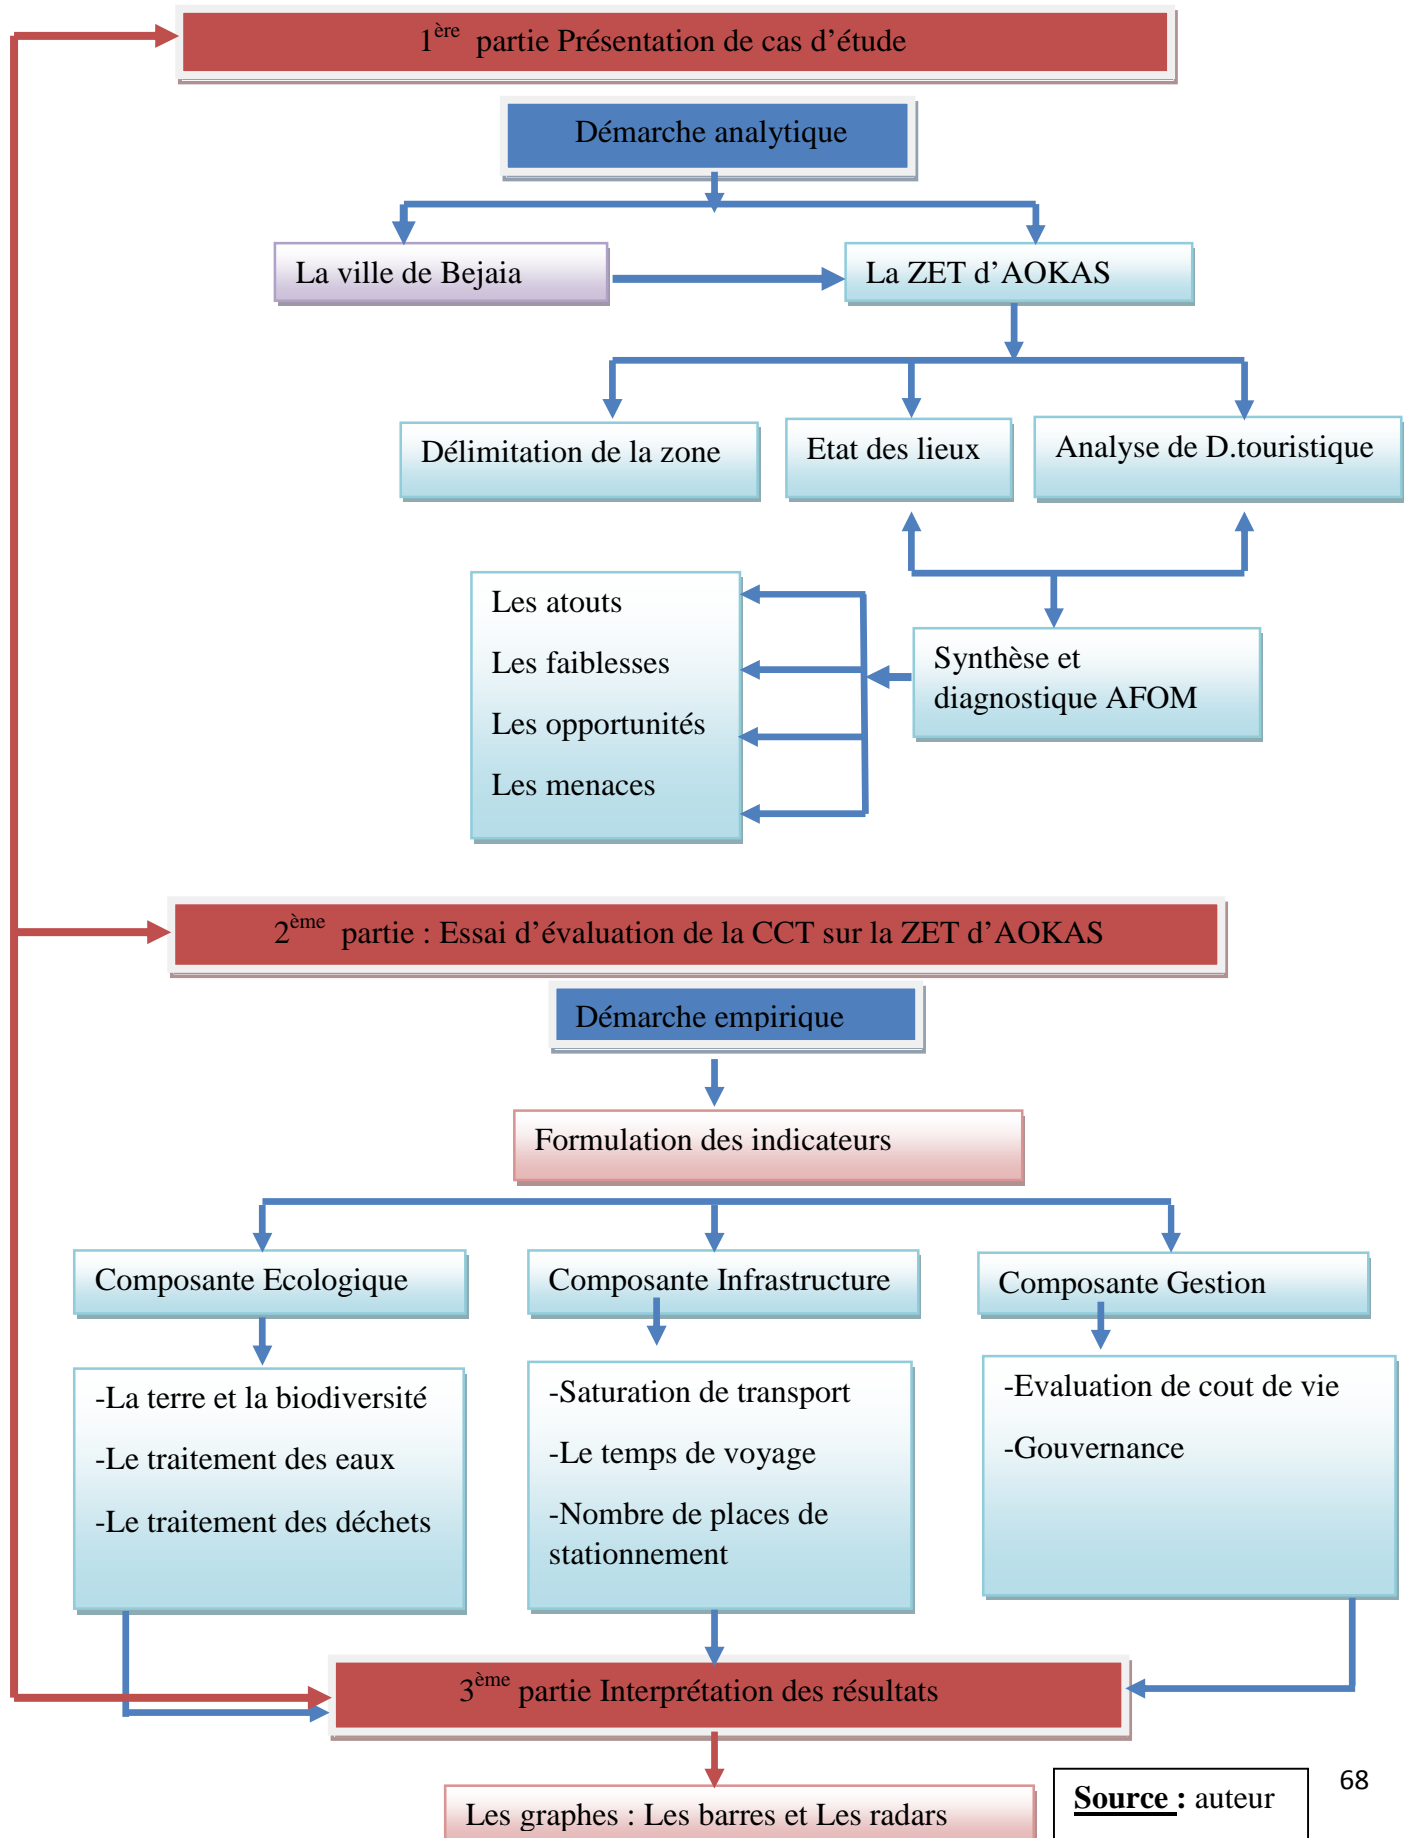 1ère partie Présentation de cas d’étude
Démarche analytique
La ville de Bejaia
La ZET d’AOKAS
Délimitation de la zone
Etat des lieux
Analyse de D.touristique
Les atouts
Les faiblesses
Les opportunités
Les menaces
Synthèse et
diagnostique AFOM
2ème partie : Essai d’évaluation de la CCT sur la ZET d’AOKAS
Démarche empirique
Formulation des indicateurs
Composante Ecologique
Composante Infrastructure
Composante Gestion
-La terre et la biodiversité
-Le traitement des eaux
-Le traitement des déchets
-Saturation de transport
-Le temps de voyage
-Nombre de places de
stationnement
-Evaluation de cout de vie
-Gouvernance
3ème partie Interprétation des résultats
Les graphes : Les barres et Les radars
Source : auteur
68